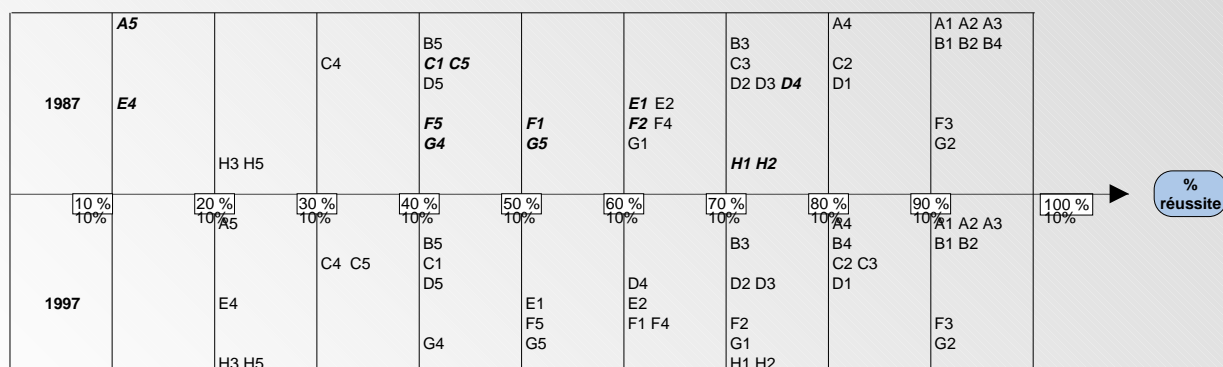 A5 A4 A1 A2 A3
B5 B3 B1 B2 B4
C4 C1 C5 C3 C2
D5 D2 D3 D4 D1
1987 E4 E1 E2
F5 F1 F2 F4 F3
G4 G5 G1 G2
H3 H5 H1 H2
10 % 20 % 30 % 40 % 50 % 60 % 70 % 80 % 90 % 100 %
10% 10% 10% 10% 10% 10% 10% 10% 10% 10%
%
réussite
A5 A4 A1 A2 A3
B5 B3 B4 B1 B2
C4 C5 C1 C2 C3
D5 D4 D2 D3 D1
1997 E4 E1 E2
F5 F1 F4 F2 F3
G4 G5 G1 G2
H3 H5 H1 H2